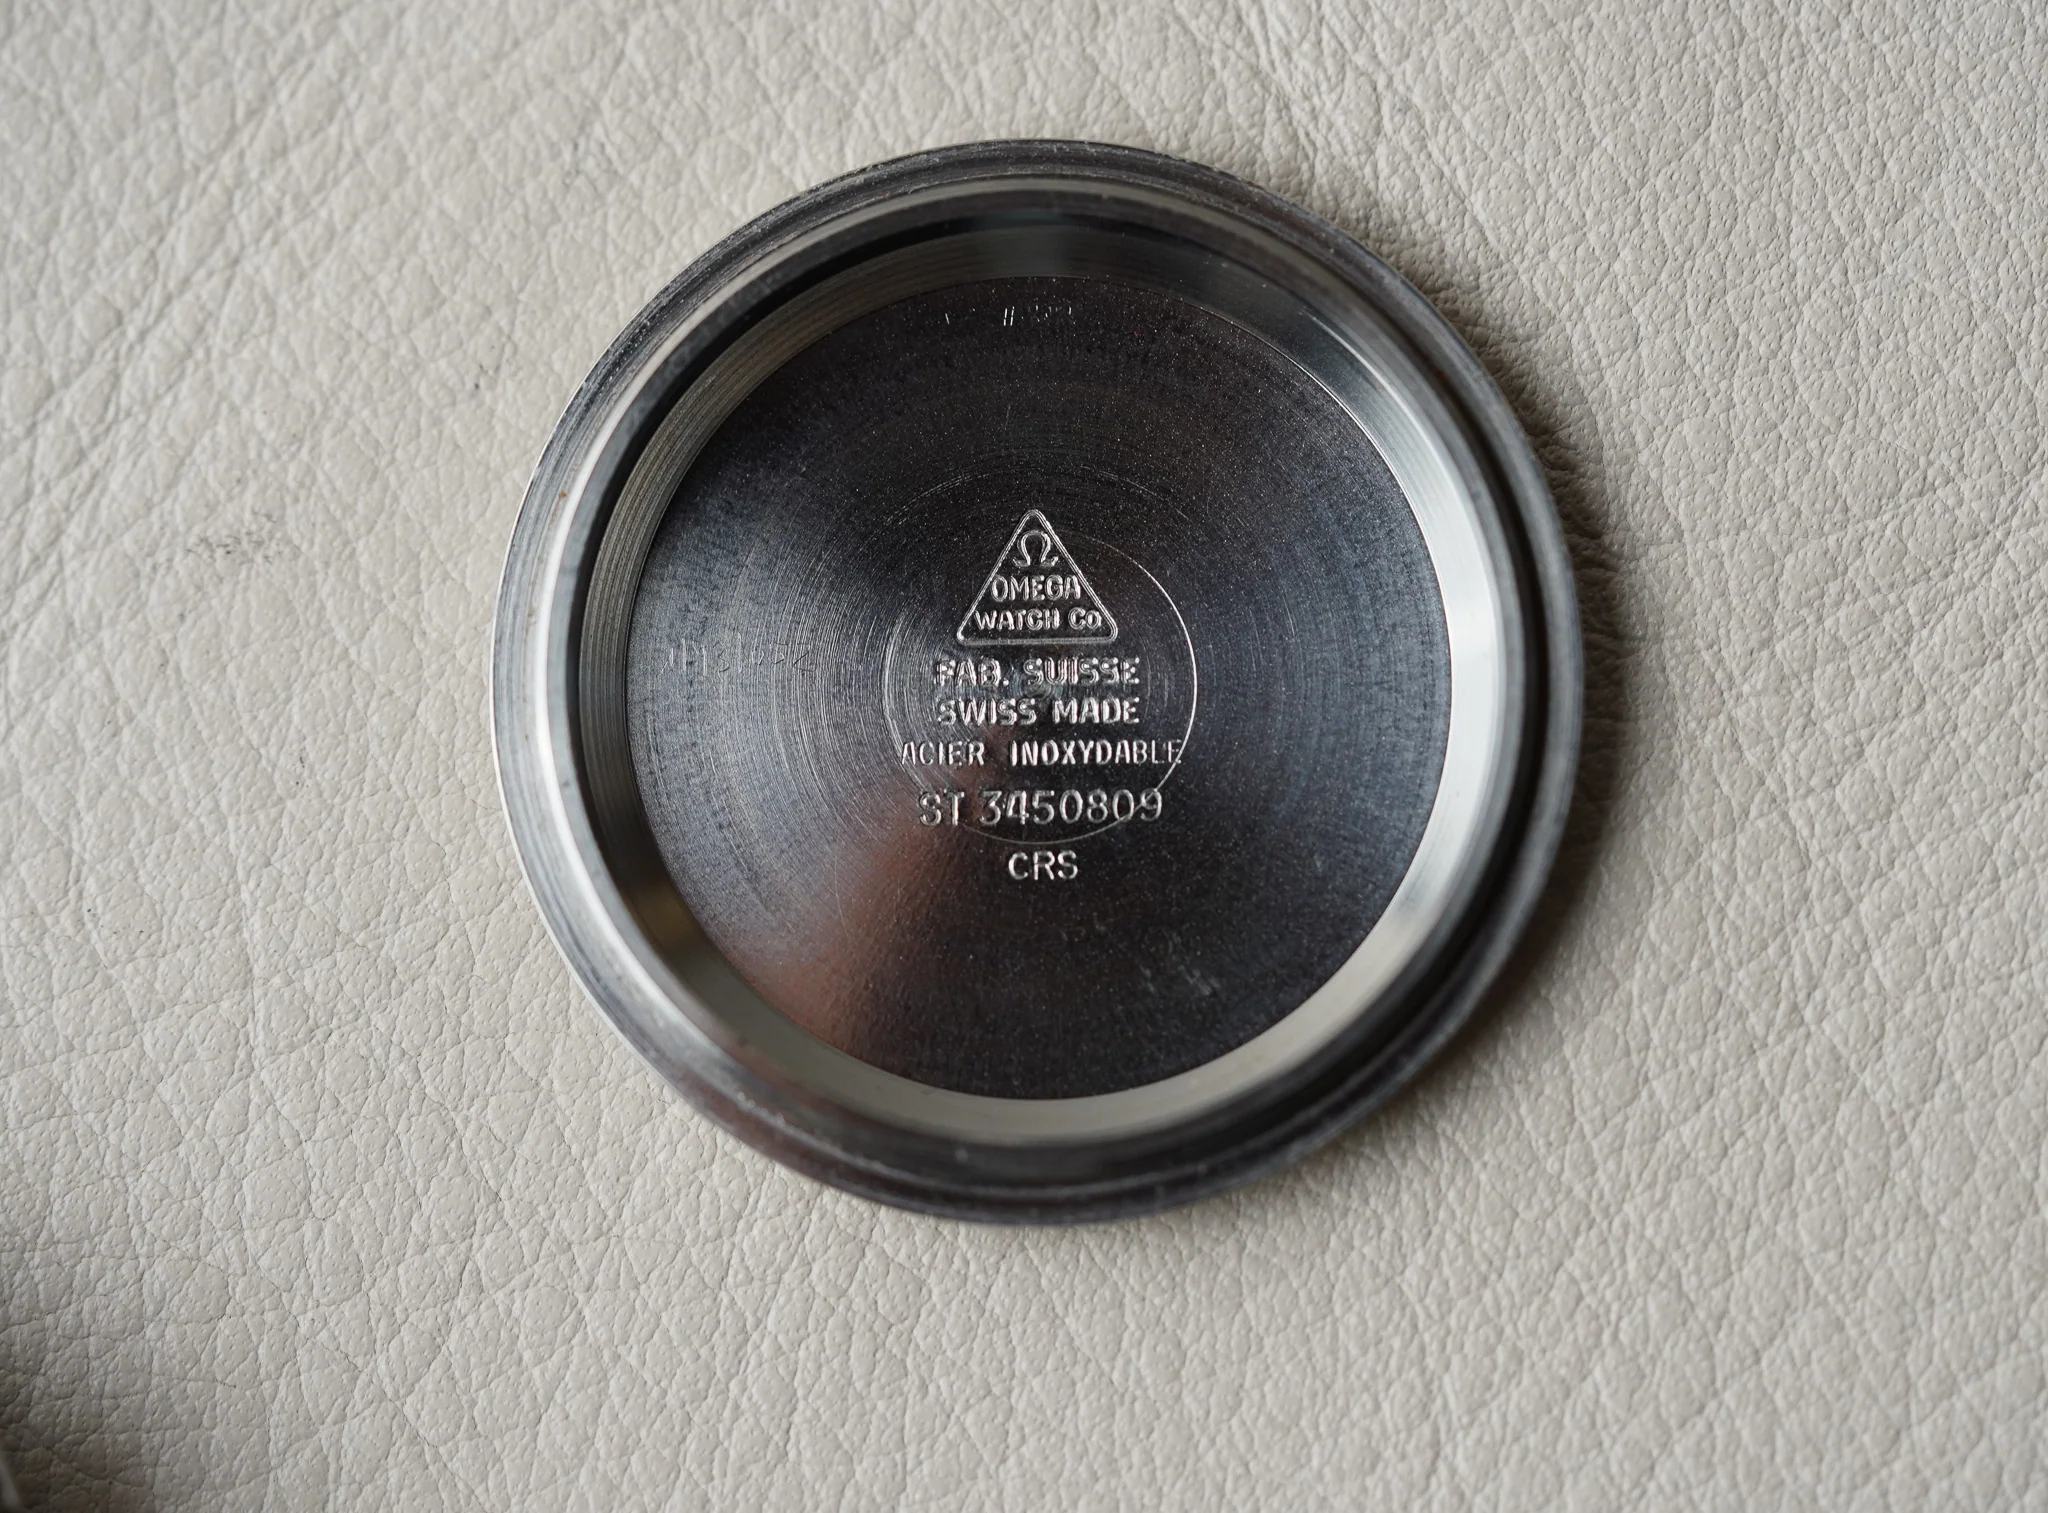 Ω
OMEGA
WATCH Co
FAB. SUISSE
SWISS MADE
ACIER INOXYDABLE
ST 3450809
CRS